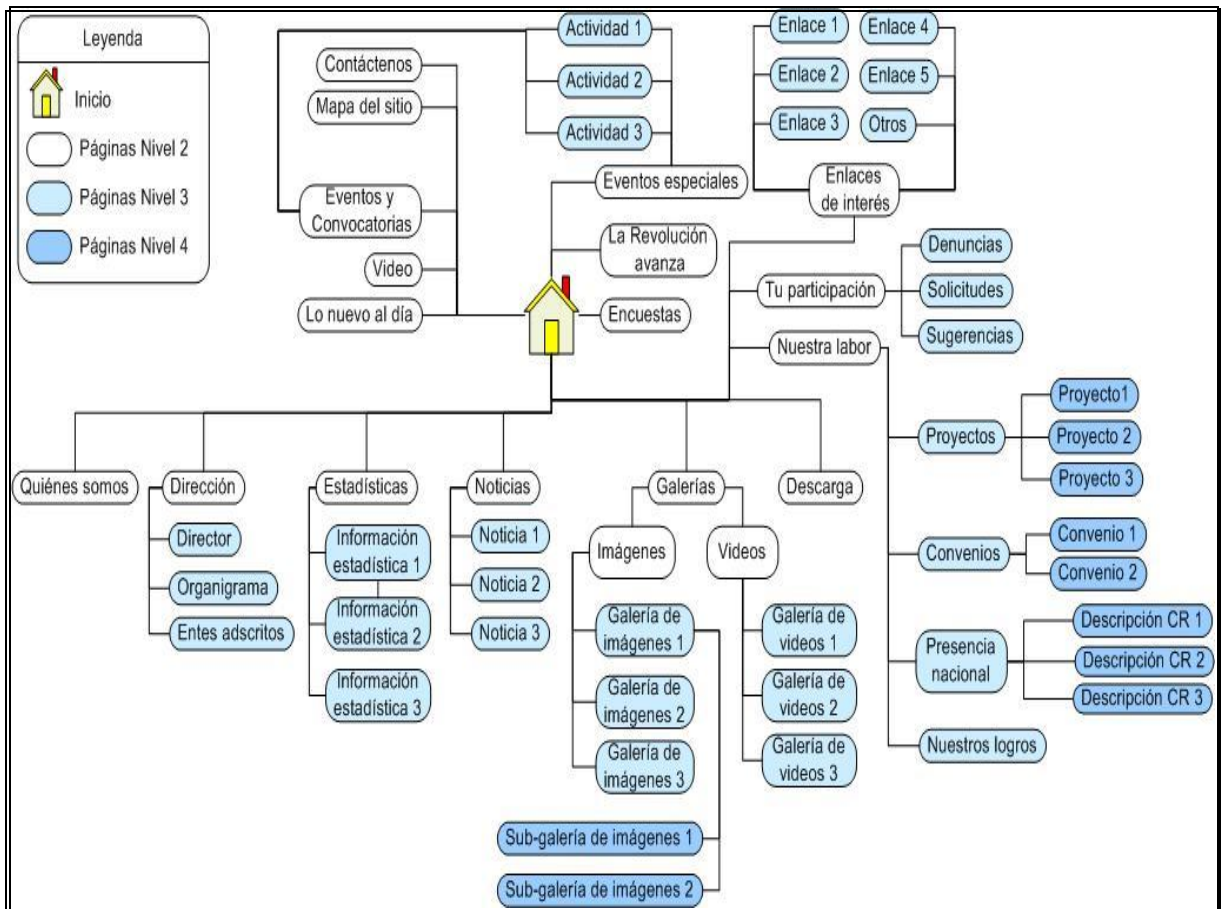 Leyenda
Inicio
Páginas Nivel 2
Páginas Nivel 3
Páginas Nivel 4
Contáctenos
Mapa del sitio
Eventos y
Convocatorias
Video
Lo nuevo al día
Actividad 1
Actividad 2
Actividad 3
Eventos especiales
La Revolución
avanza
Encuestas
Enlace 1
Enlace 2
Enlace 3
Enlace 4
Enlace 5
Otros
Enlaces
de interés
Tu participación
Denuncias
Solicitudes
Sugerencias
Nuestra labor
Proyectos
Proyecto1
Proyecto 2
Proyecto 3
Convenios
Convenio 1
Convenio 2
Presencia
nacional
Descripción CR 1
Descripción CR 2
Descripción CR 3
Nuestros logros
Quiénes somos
Dirección
Director
Organigrama
Entes adscritos
Estadísticas
Información
estadística 1
Información
estadística 2
Información
estadística 3
Noticias
Noticia 1
Noticia 2
Noticia 3
Galerías
Imágenes
Galería de
imágenes 1
Galería de
imágenes 2
Galería de
imágenes 3
Sub-galería de imágenes 1
Sub-galería de imágenes 2
Videos
Galería de
videos 1
Galería de
videos 2
Galería de
videos 3
Descarga